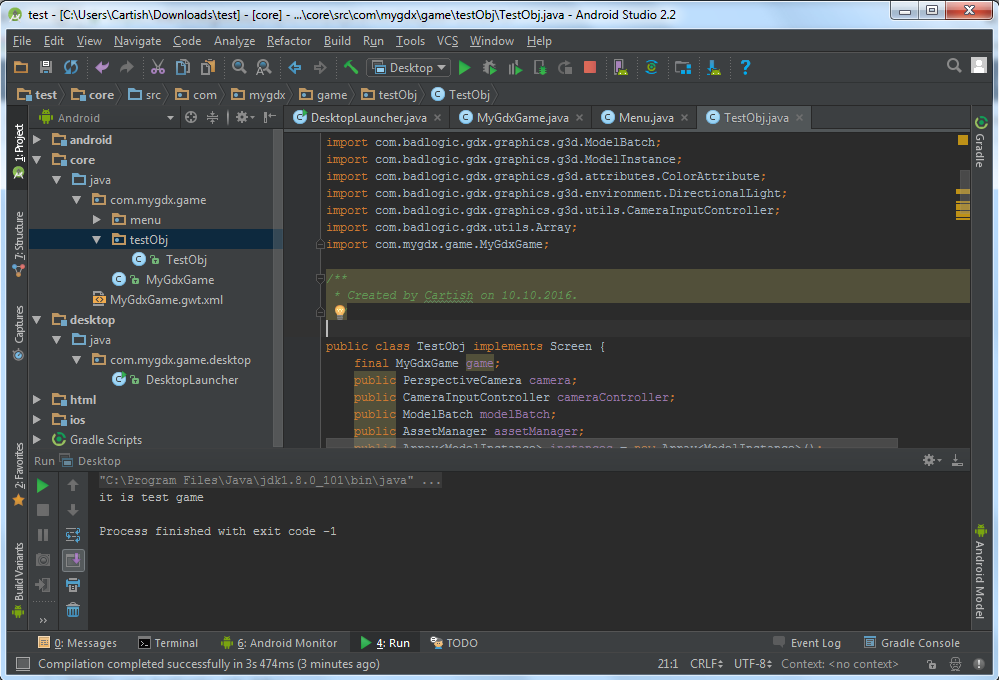 test - [C:\Users\Cartish\Downloads\test] - [core] - ...\core\src\com\mygdx\game\testObj\TestObj.java - Android Studio 2.2
File Edit View Navigate Code Analyze Refactor Build Run Tools VCS Window Help
Desktop
test core src com mygdx game testObj TestObj
Android
DesktopLauncher.java MyGdxGame.java Menu.java TestObj.java
1: Project
7: Structure
Captures
2: Favorites
Build Variants
android
core
java
com.mygdx.game
menu
testObj
TestObj
MyGdxGame
MyGdxGame.gwt.xml
desktop
java
com.mygdx.game.desktop
DesktopLauncher
html
ios
Gradle Scripts
import com.badlogic.gdx.graphics.g3d.ModelBatch;
import com.badlogic.gdx.graphics.g3d.ModelInstance;
import com.badlogic.gdx.graphics.g3d.attributes.ColorAttribute;
import com.badlogic.gdx.graphics.g3d.environment.DirectionalLight;
import com.badlogic.gdx.graphics.g3d.utils.CameraInputController;
import com.badlogic.gdx.utils.Array;
import com.mygdx.game.MyGdxGame;
/**
* Created by Cartish on 10.10.2016.
public class TestObj implements Screen {
final MyGdxGame game;
public PerspectiveCamera camera;
public CameraInputController cameraController;
public ModelBatch modelBatch;
public AssetManager assetManager;
public Array<ModelInstance> instances = new Array<ModelInstance>();
Gradle
Android Model
Run Desktop
"C:\Program Files\Java\jdk1.8.0_101\bin\java" ...
it is test game
Process finished with exit code -1
0: Messages Terminal 6: Android Monitor 4: Run TODO Event Log Gradle Console
Compilation completed successfully in 3s 474ms (3 minutes ago) 21:1 CRLF UTF-8 Context: <no context>